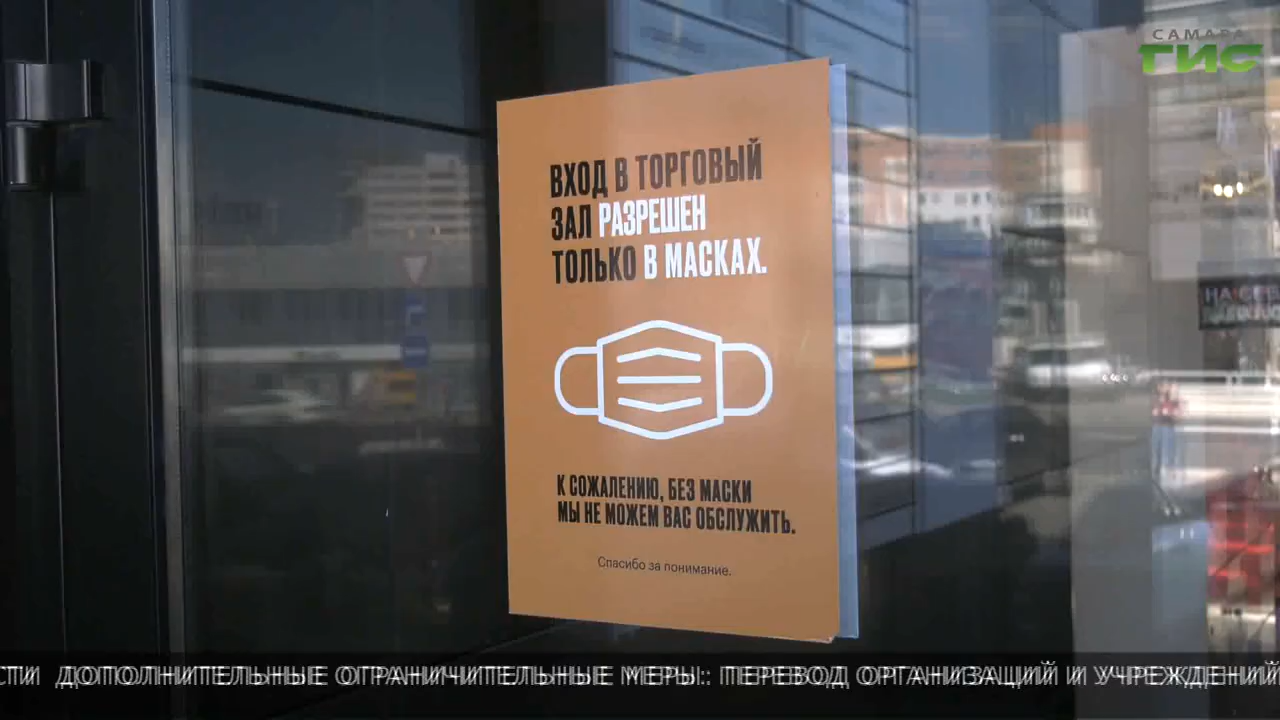 САМАРА
ГИС
ВХОД В ТОРГОВЫЙ
ЗАЛ РАЗРЕШЕН
ТОЛЬКО В МАСКАХ.
К СОЖАЛЕНИЮ, БЕЗ МАСКИ
МЫ НЕ МОЖЕМ ВАС ОБСЛУЖИТЬ.
Спасибо за понимание.
СТИ ДОПОЛНИТЕЛЬНЫЕ ОГРАНИЧИТЕЛЬНЫЕ МЕРЫ: ПЕРЕВОД ОРГАНИЗАЦИЙ И УЧРЕЖДЕНИЙ